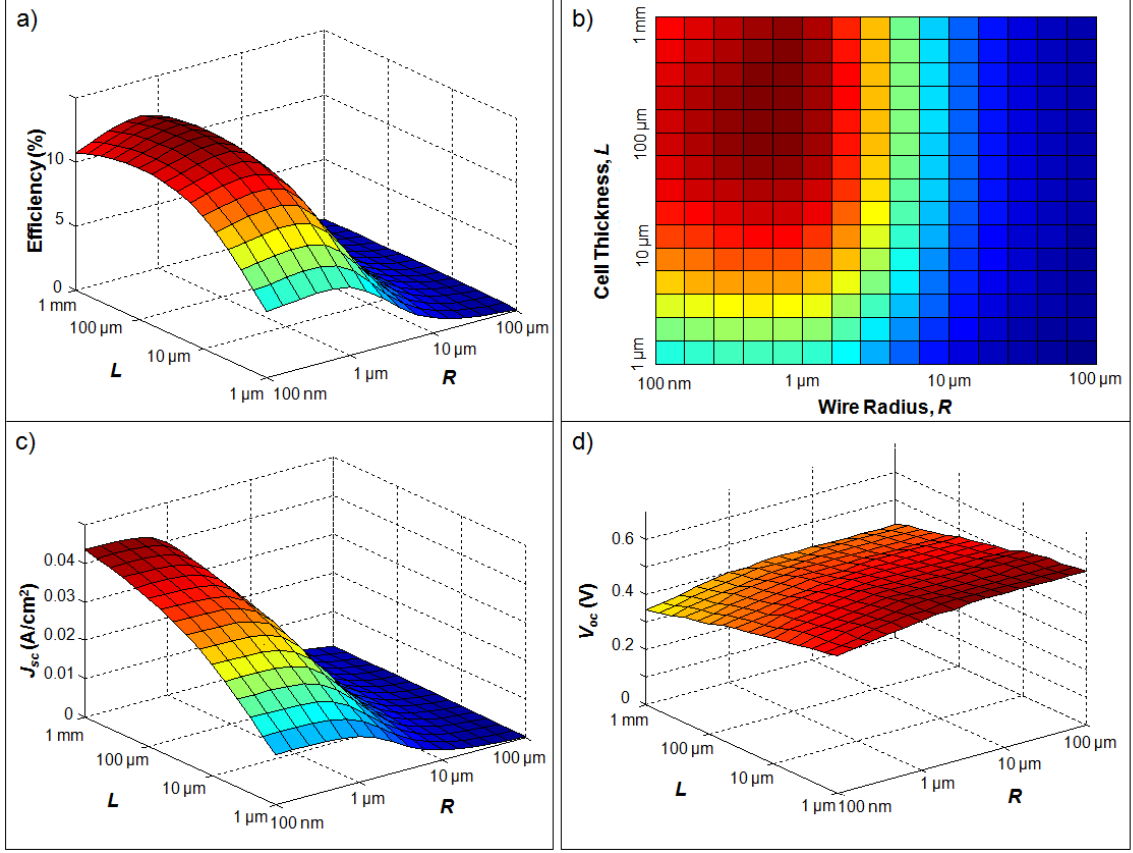 a)
Efficiency (%)
10
5
0
1 mm
100 µm
10 µm
1 µm
L
100 nm
1 µm
10 µm
100 µm
R
b)
Cell Thickness, L
1 mm
100 µm
10 µm
1 µm
100 nm
1 µm
10 µm
100 µm
Wire Radius, R
c)
Jsc (A/cm²)
0.04
0.03
0.02
0.01
0
1 mm
100 µm
10 µm
1 µm
L
100 nm
1 µm
10 µm
100 µm
R
d)
Voc (V)
0.6
0.4
0.2
0
1 mm
100 µm
10 µm
1 µm
L
100 nm
1 µm
10 µm
100 µm
R